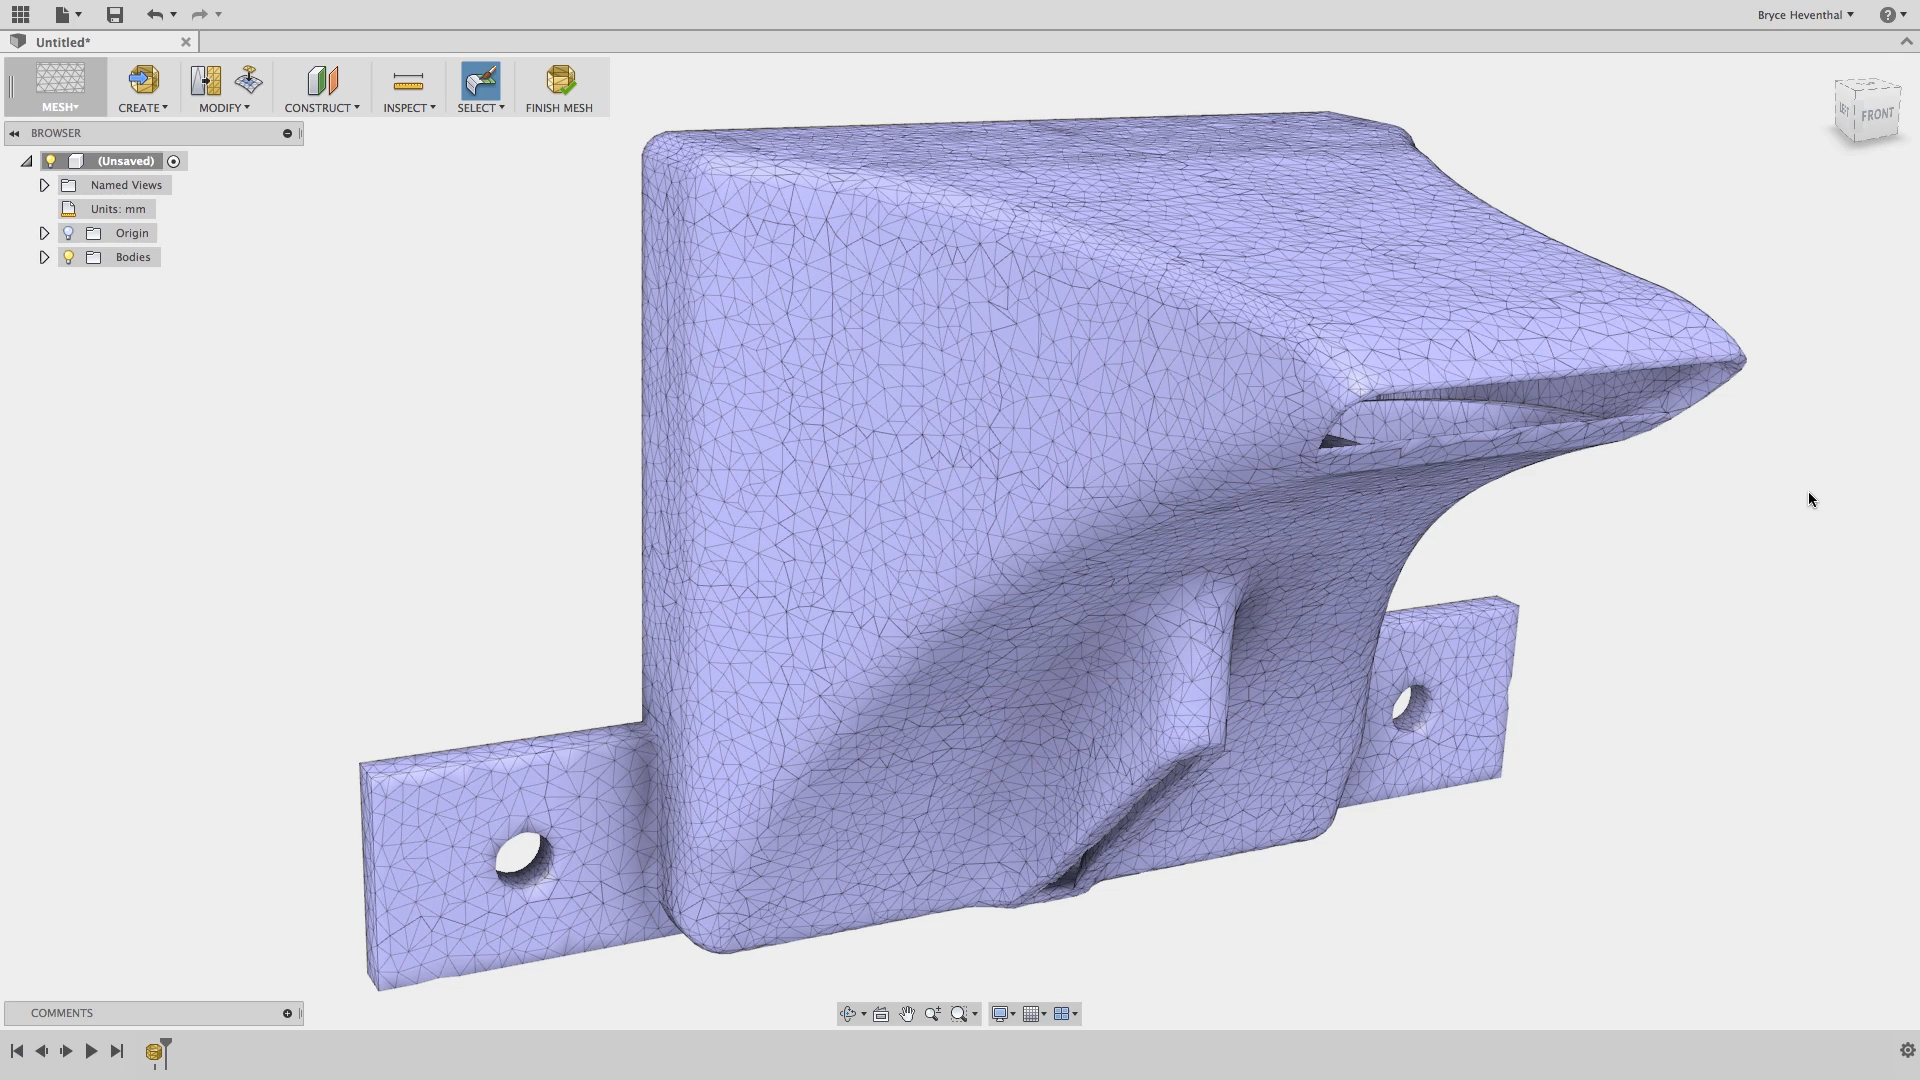 Bryce Heventhal
Untitled*
MESH
CREATE
MODIFY
CONSTRUCT
INSPECT
SELECT
FINISH MESH
LEFT
FRONT
BROWSER
(Unsaved)
Named Views
Units: mm
Origin
Bodies
COMMENTS